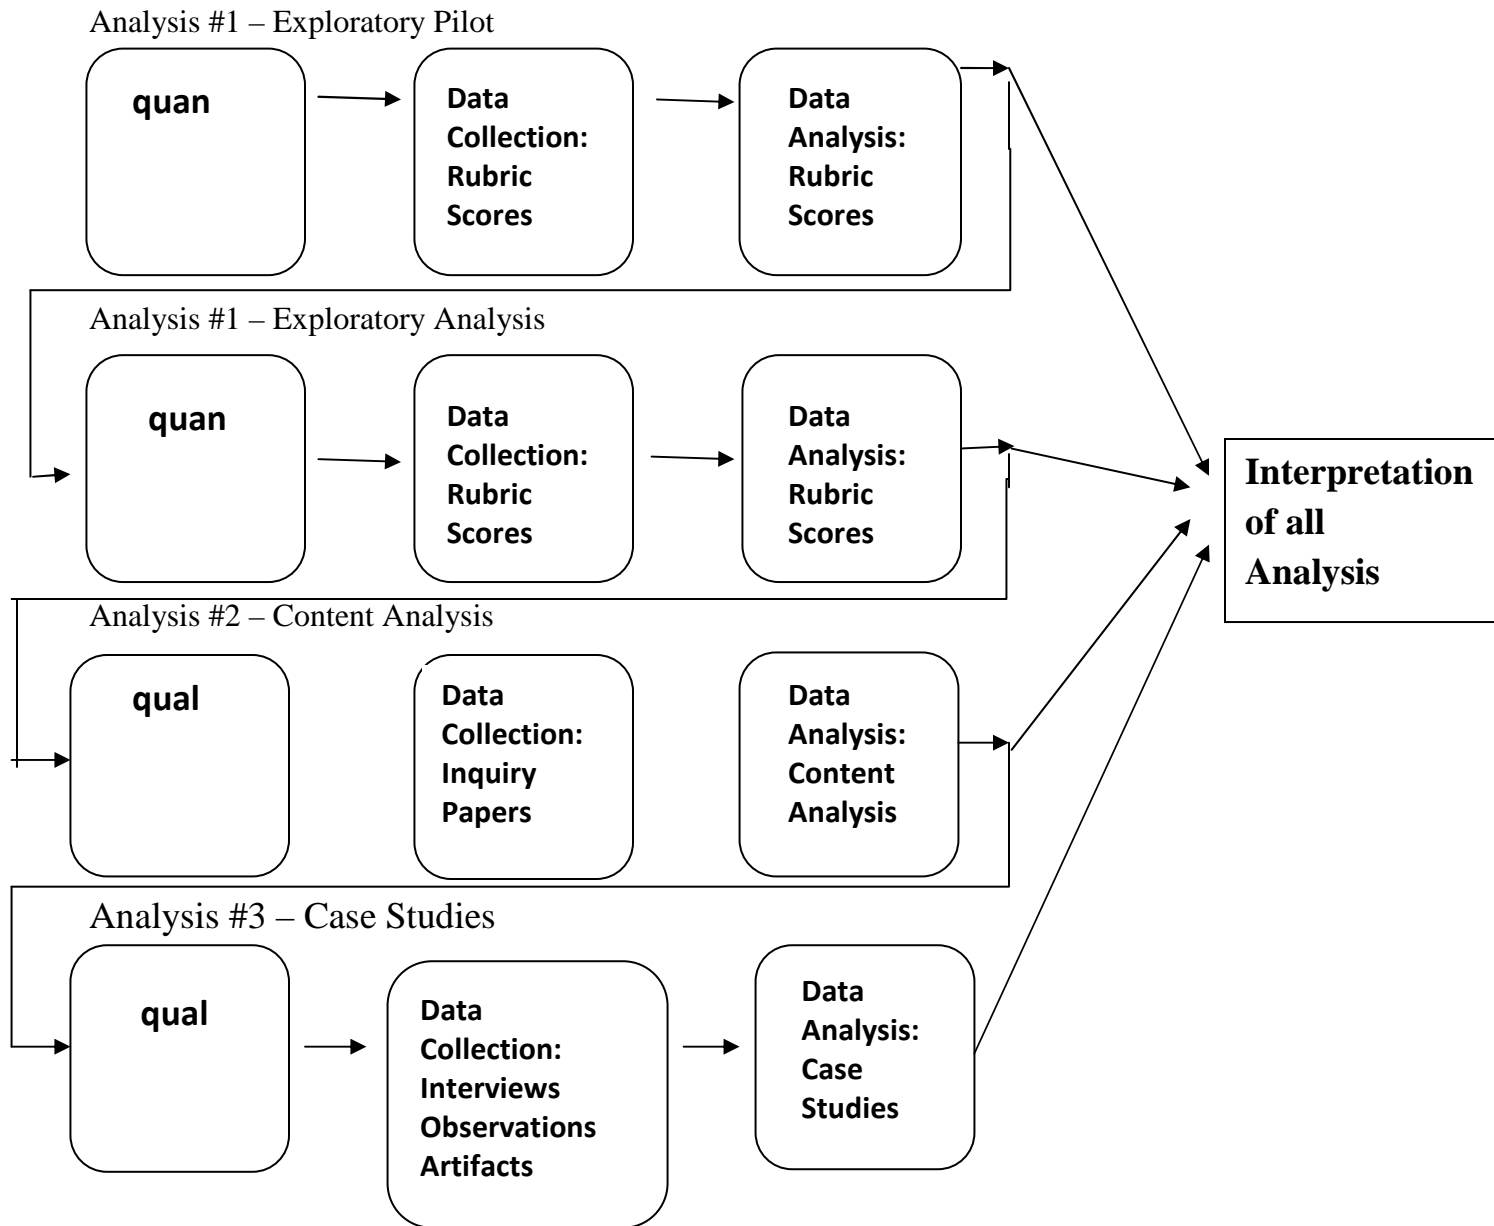 Analysis #1 – Exploratory Pilot
quan
Data
Collection:
Rubric
Scores
Data
Analysis:
Rubric
Scores
Analysis #1 – Exploratory Analysis
quan
Data
Collection:
Rubric
Scores
Data
Analysis:
Rubric
Scores
Interpretation
of all
Analysis
Analysis #2 – Content Analysis
qual
Data
Collection:
Inquiry
Papers
Data
Analysis:
Content
Analysis
Analysis #3 – Case Studies
qual
Data
Collection:
Interviews
Observations
Artifacts
Data
Analysis:
Case
Studies